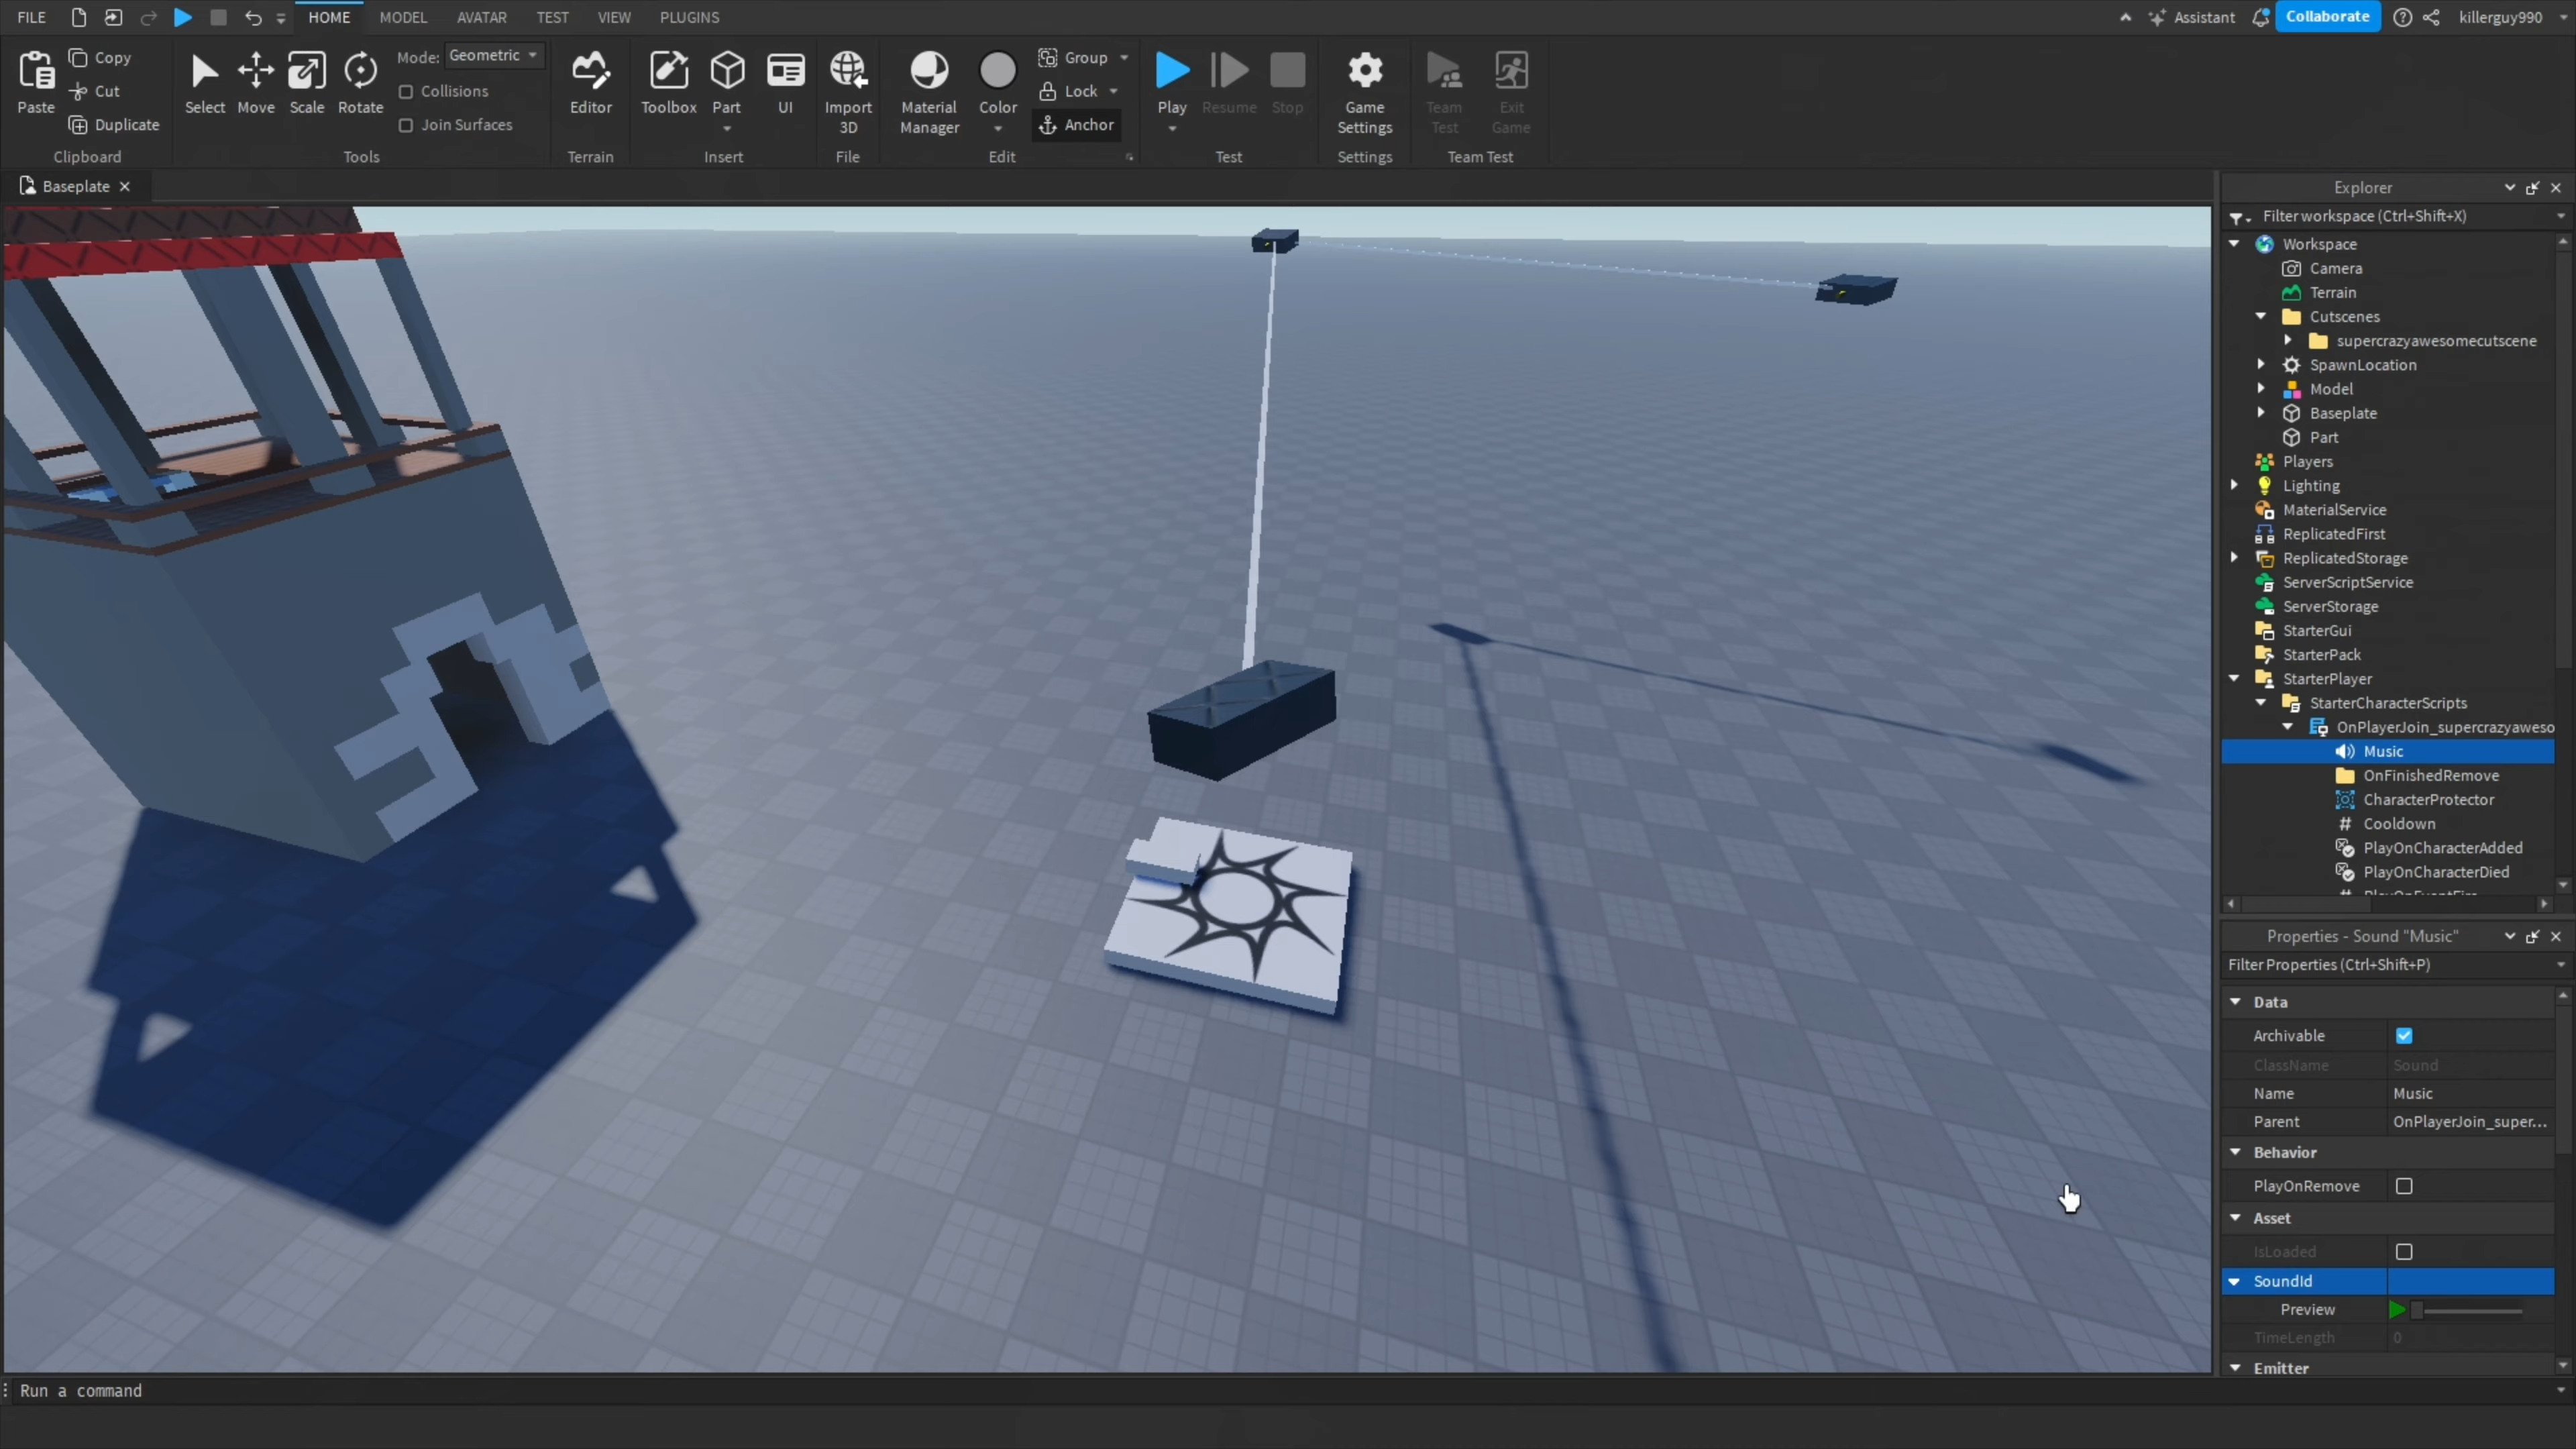 FILE HOME MODEL AVATAR TEST VIEW PLUGINS Assistant Collaborate killerguy990
Paste Copy Cut Duplicate Clipboard
Select Move Scale Rotate Mode: Geometric Collisions Join Surfaces Tools
Editor Terrain
Toolbox Part UI Insert
Import 3D File
Material Manager Color Group Lock Anchor Edit
Play Resume Stop Test
Game Settings Settings
Team Test Exit Game Team Test
Baseplate
Explorer
Filter workspace (Ctrl+Shift+X)
Workspace
Camera
Terrain
Cutscenes
supercrazyawesomecutscene
SpawnLocation
Model
Baseplate
Part
Players
Lighting
MaterialService
ReplicatedFirst
ReplicatedStorage
ServerScriptService
ServerStorage
StarterGui
StarterPack
StarterPlayer
StarterCharacterScripts
OnPlayerJoin_supercrazyaweso
Music
OnFinishedRemove
CharacterProtector
Cooldown
PlayOnCharacterAdded
PlayOnCharacterDied
Properties - Sound "Music"
Filter Properties (Ctrl+Shift+P)
Data
Archivable
ClassName Sound
Name Music
Parent OnPlayerJoin_super...
Behavior
PlayOnRemove
Asset
IsLoaded
SoundId
Preview
TimeLength 0
Emitter
Run a command